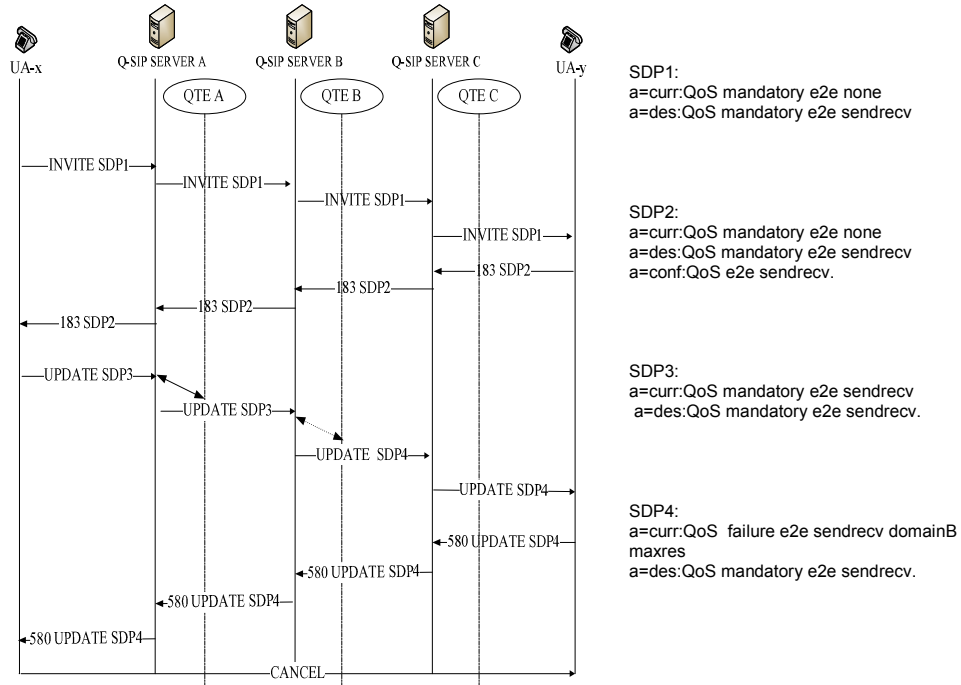 UA-x
Q-SIP SERVER A
Q-SIP SERVER B
Q-SIP SERVER C
UA-y
QTE A
QTE B
QTE C
INVITE SDP1
INVITE SDP1
INVITE SDP1
INVITE SDP1
183 SDP2
183 SDP2
183 SDP2
183 SDP2
UPDATE SDP3
UPDATE SDP3
UPDATE SDP4
UPDATE SDP4
580 UPDATE SDP4
580 UPDATE SDP4
580 UPDATE SDP4
580 UPDATE SDP4
CANCEL
SDP1:
a=curr:QoS mandatory e2e none
a=des:QoS mandatory e2e sendrecv
SDP2:
a=curr:QoS mandatory e2e none
a=des:QoS mandatory e2e sendrecv
a=conf:QoS e2e sendrecv.
SDP3:
a=curr:QoS mandatory e2e sendrecv
a=des:QoS mandatory e2e sendrecv.
SDP4:
a=curr:QoS failure e2e sendrecv domainB
maxres
a=des:QoS mandatory e2e sendrecv.